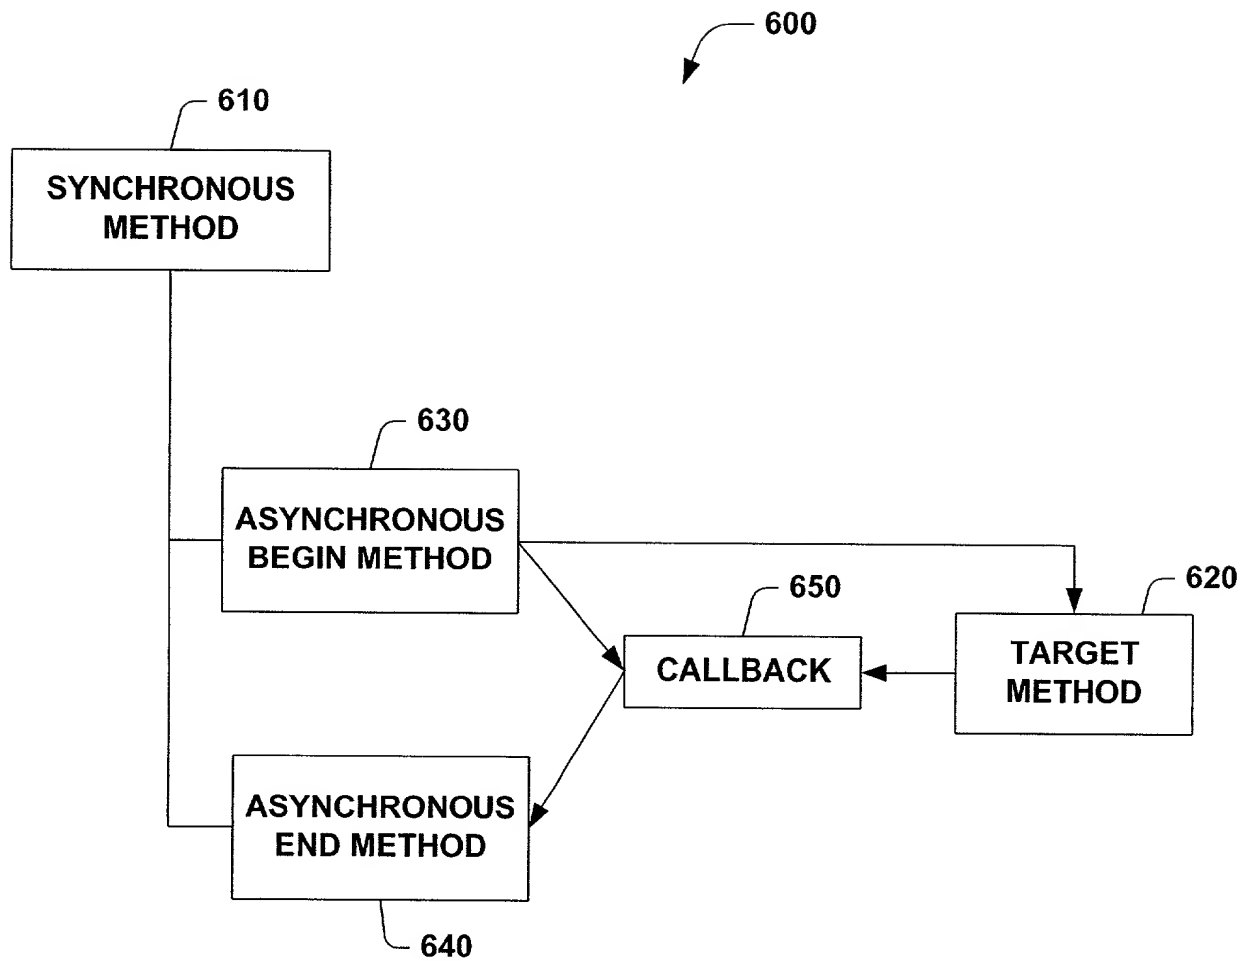 600
610
SYNCHRONOUS
METHOD
630
ASYNCHRONOUS
BEGIN METHOD
650
620
CALLBACK
TARGET
METHOD
ASYNCHRONOUS
END METHOD
640